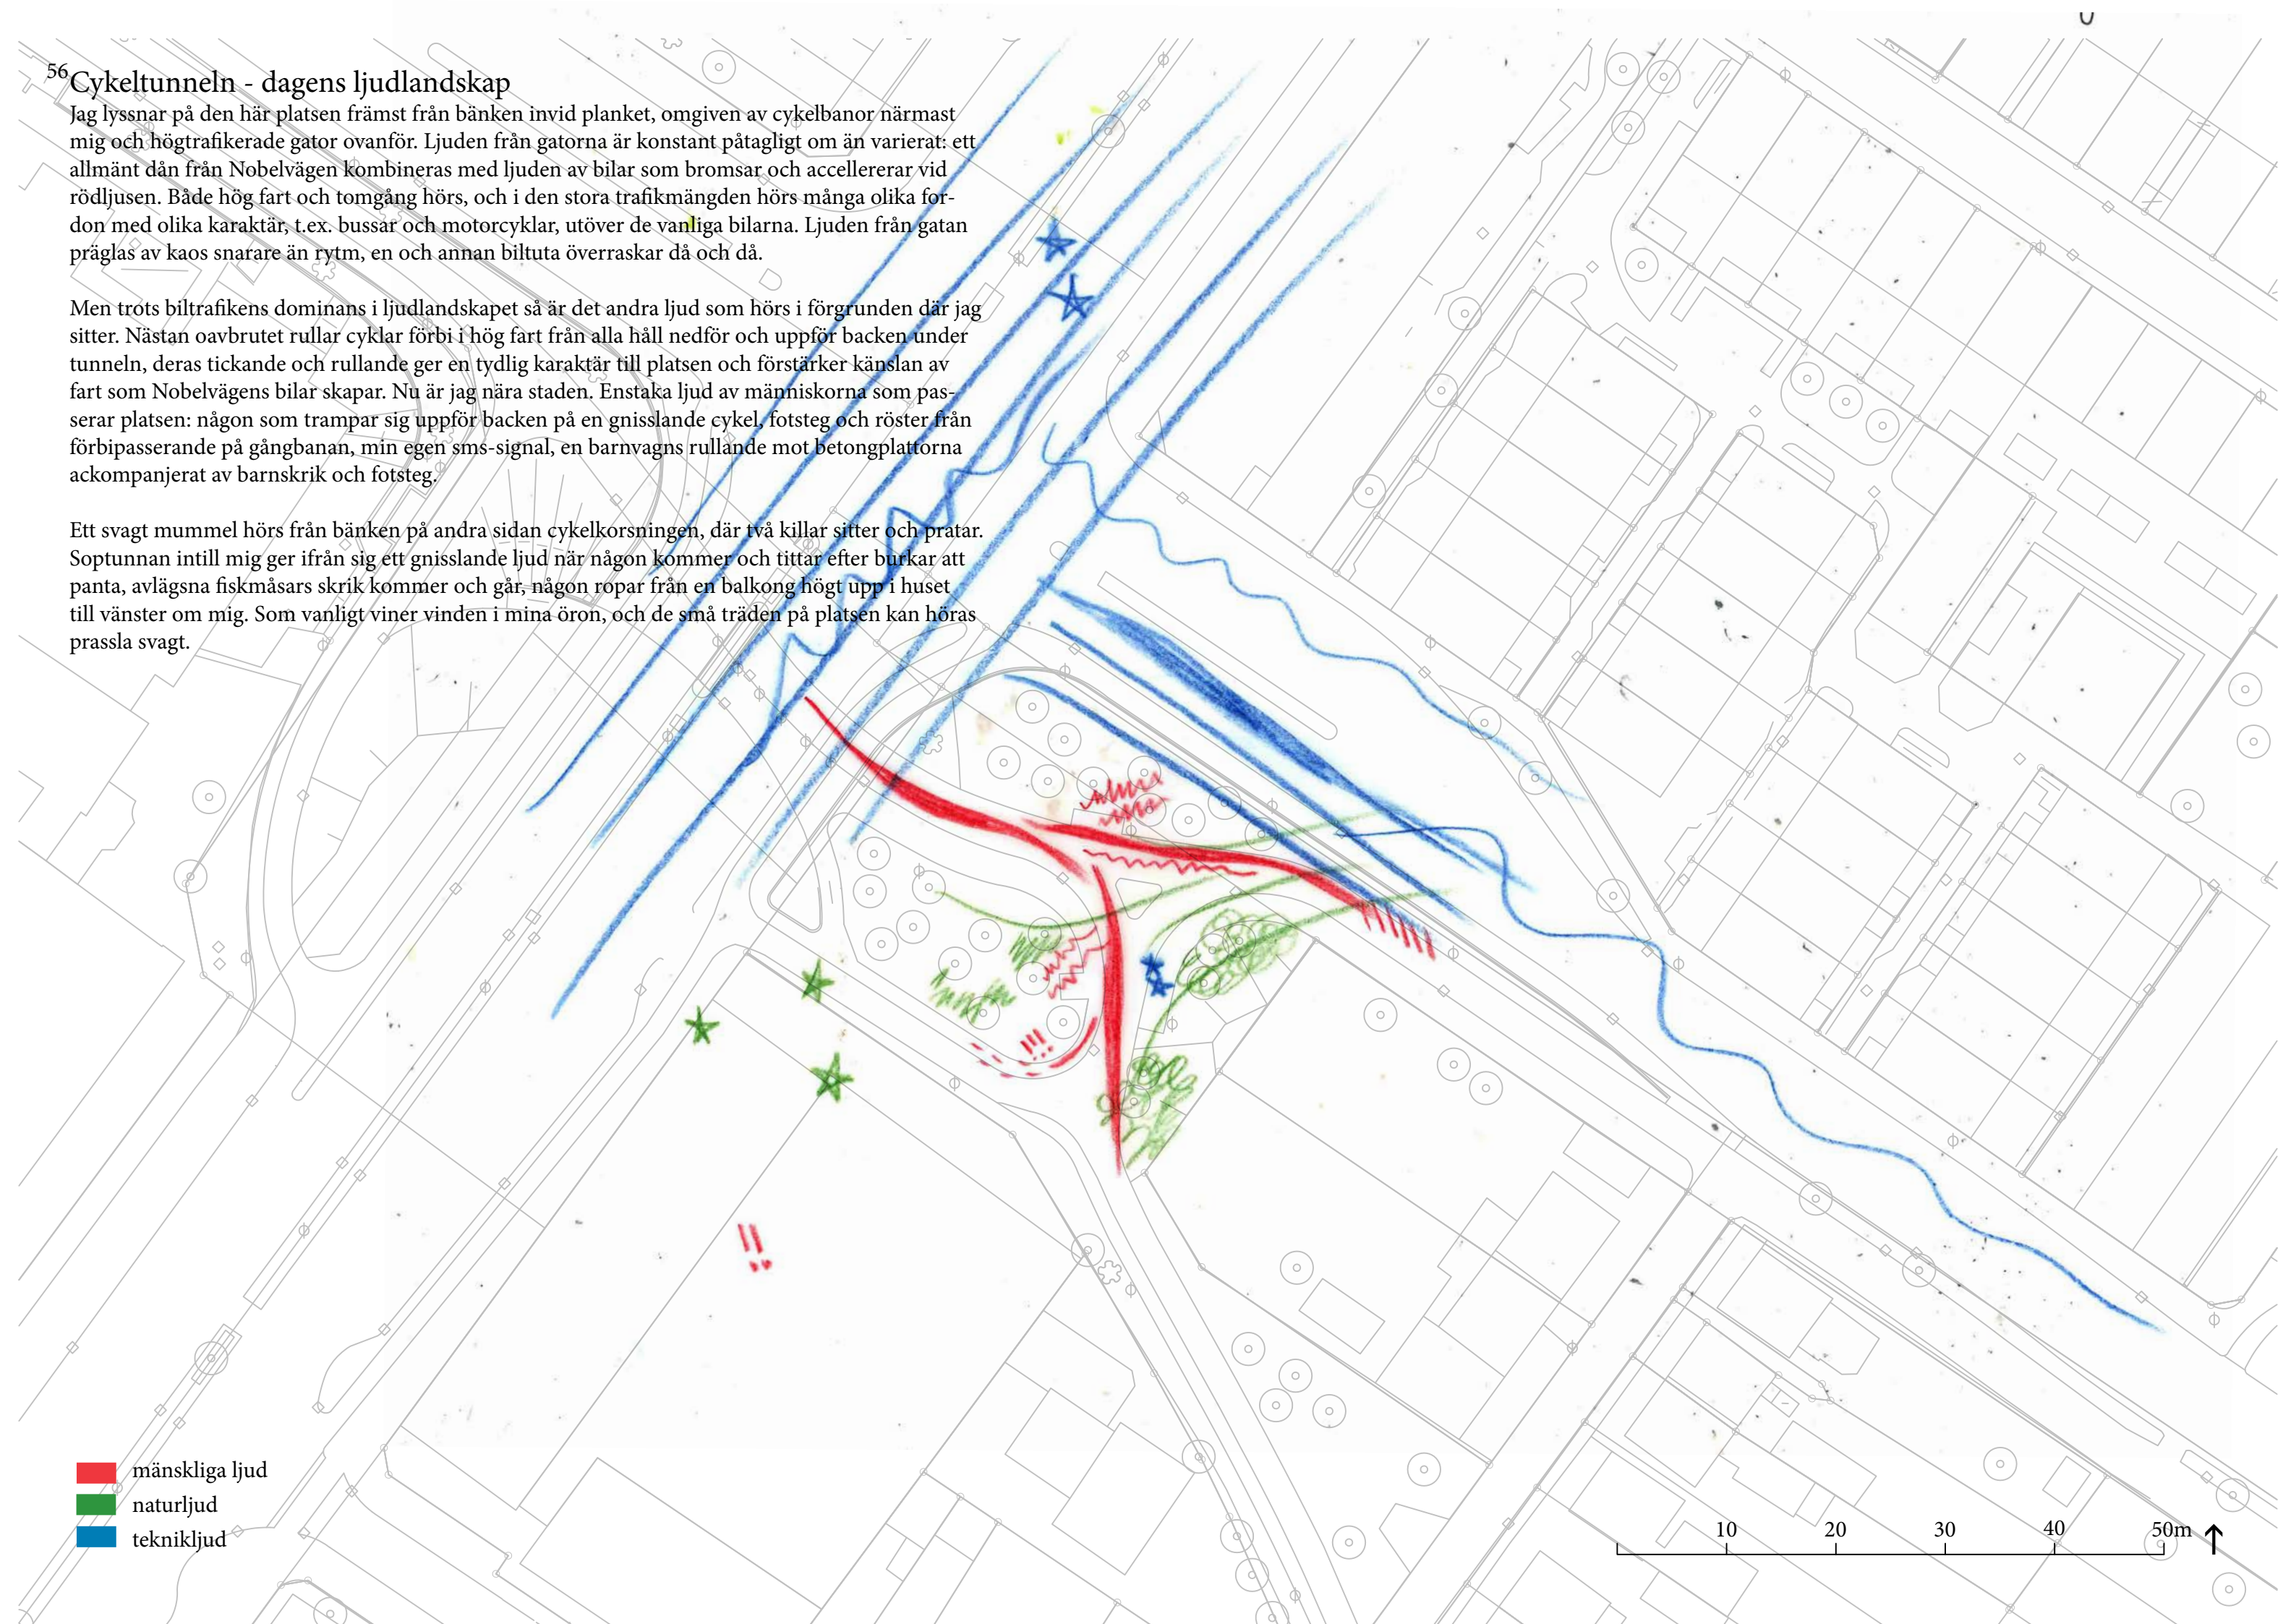 56
Cykeltunneln - dagens ljudlandskap
Jag lyssnar på den här platsen främst från bänken invid planket, omgiven av cykelbanor närmast
mig och högtrafikerade gator ovanför. Ljuden från gatorna är konstant påtagligt om än varierat: ett
allmänt dån från Nobelvägen kombineras med ljuden av bilar som bromsar och accellererar vid
rödljusen. Både hög fart och tomgång hörs, och i den stora trafikmängden hörs många olika for-
don med olika karaktär, t.ex. bussar och motorcyklar, utöver de vanliga bilarna. Ljuden från gatan
präglas av kaos snarare än rytm, en och annan biltuta överraskar då och då.
Men trots biltrafikens dominans i ljudlandskapet så är det andra ljud som hörs i förgrunden där jag
sitter. Nästan oavbrutet rullar cyklar förbi i hög fart från alla håll nedför och uppför backen under
tunneln, deras tickande och rullande ger en tydlig karaktär till platsen och förstärker känslan av
fart som Nobelvägens bilar skapar. Nu är jag nära staden. Enstaka ljud av människorna som pas-
serar platsen: någon som trampar sig uppför backen på en gnisslande cykel, fotsteg och röster från
förbipasserande på gångbanan, min egen sms-signal, en barnvagns rullande mot betongplattorna
ackompanjerat av barnskrik och fotsteg.
Ett svagt mummel hörs från bänken på andra sidan cykelkorsningen, där två killar sitter och pratar.
Soptunnan intill mig ger ifrån sig ett gnisslande ljud när någon kommer och tittar efter burkar att
panta, avlägsna fiskmåsars skrik kommer och går, någon ropar från en balkong högt upp i huset
till vänster om mig. Som vanligt viner vinden i mina öron, och de små träden på platsen kan höras
prassla svagt.
!!!
!!
mänskliga ljud
naturljud
teknikljud
10 20 30 40 50m